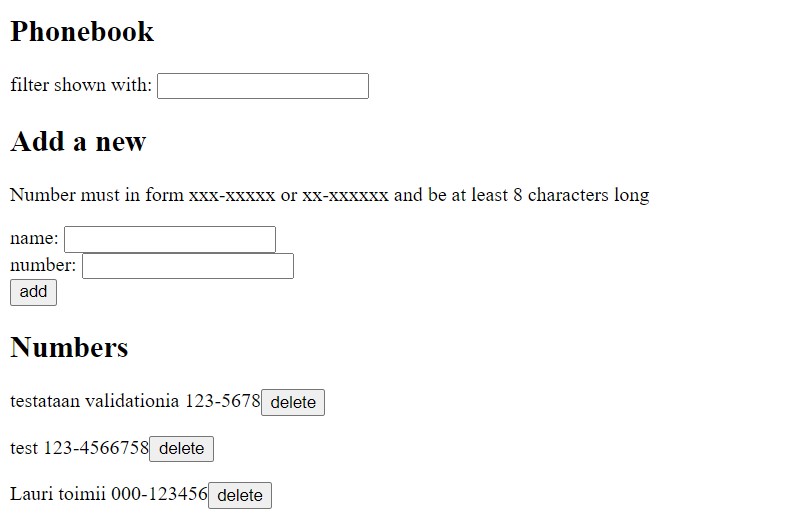 Phonebook
filter shown with:
Add a new
Number must in form xxx-xxxxx or xx-xxxxxx and be at least 8 characters long
name:
number:
add
Numbers
testataan validationia 123-5678 delete
test 123-4566758 delete
Lauri toimii 000-123456 delete